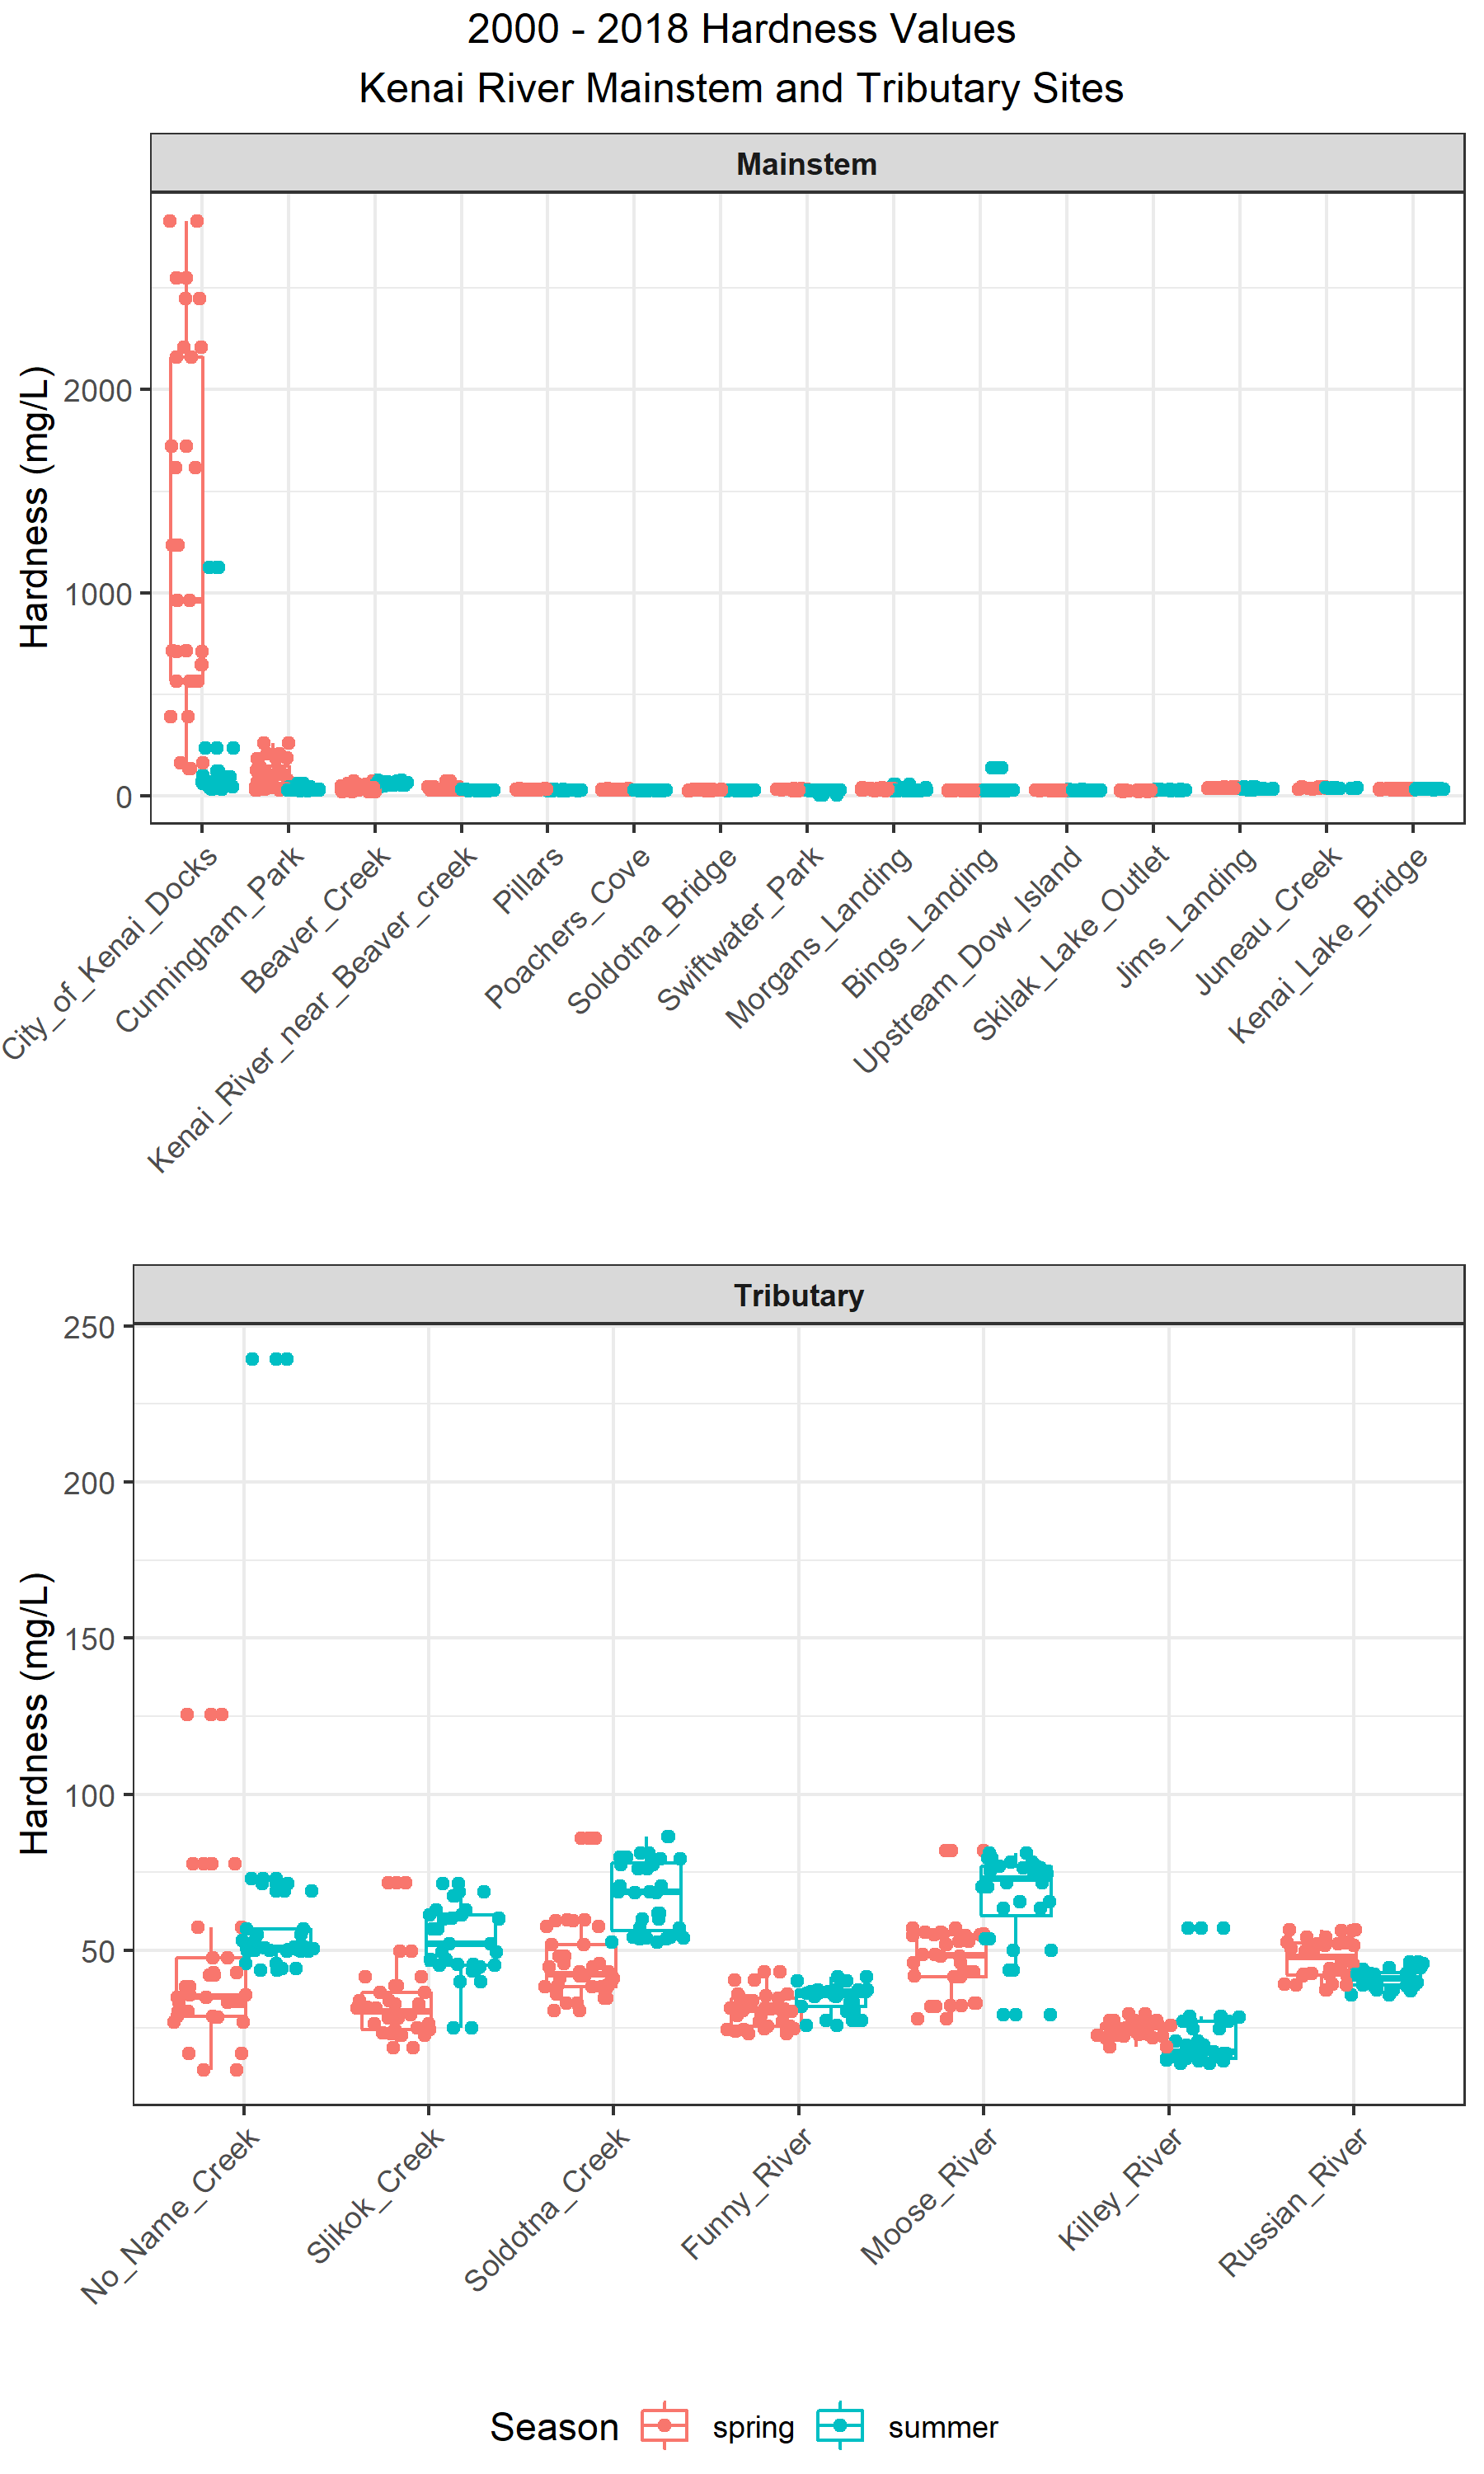 2000 - 2018 Hardness Values
Kenai River Mainstem and Tributary Sites
Mainstem
Hardness (mg/L)
2000
1000
0
City_of_Kenai_Docks
Cunningham_Park
Beaver_Creek
Kenai_River_near_Beaver_creek
Pillars
Poachers_Cove
Soldotna_Bridge
Swiftwater_Park
Morgans_Landing
Bings_Landing
Upstream_Dow_Island
Skilak_Lake_Outlet
Jims_Landing
Juneau_Creek
Kenai_Lake_Bridge
Tributary
Hardness (mg/L)
250
200
150
100
50
No_Name_Creek
Slikok_Creek
Soldotna_Creek
Funny_River
Moose_River
Killey_River
Russian_River
Season spring summer